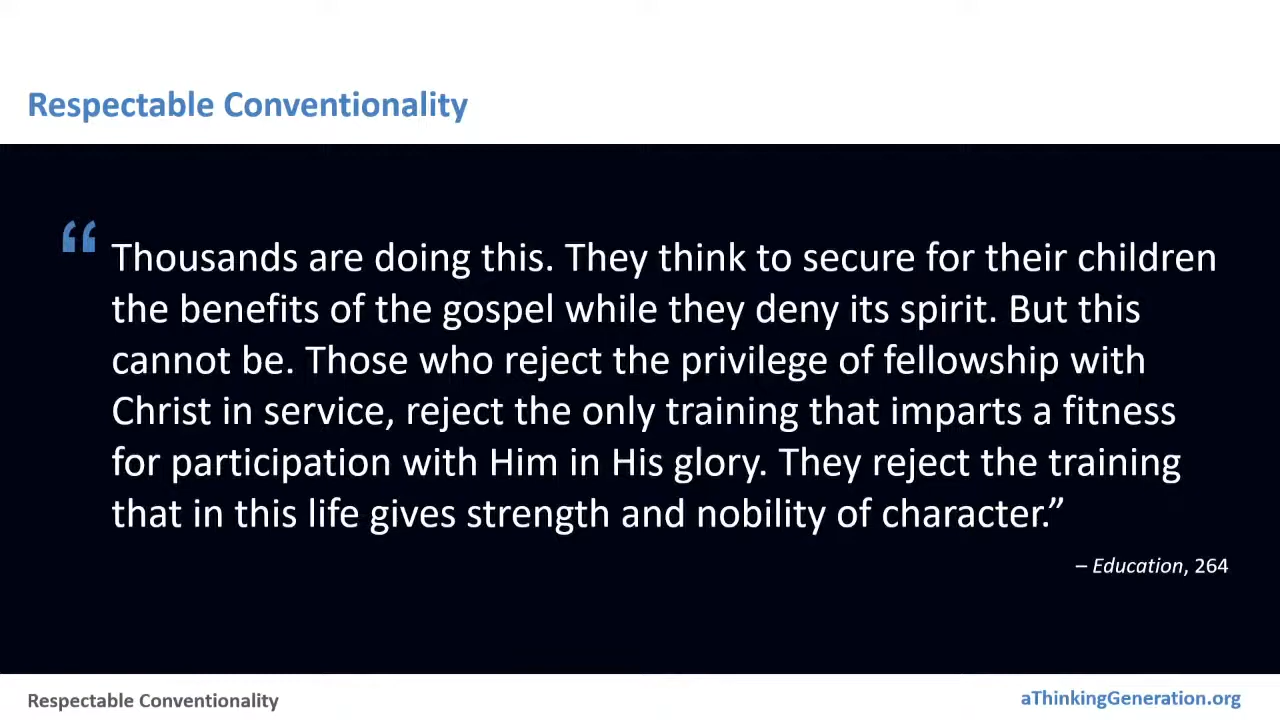 Respectable Conventionality
“ Thousands are doing this. They think to secure for their children
the benefits of the gospel while they deny its spirit. But this
cannot be. Those who reject the privilege of fellowship with
Christ in service, reject the only training that imparts a fitness
for participation with Him in His glory. They reject the training
that in this life gives strength and nobility of character.”
– Education, 264
Respectable Conventionality
aThinkingGeneration.org